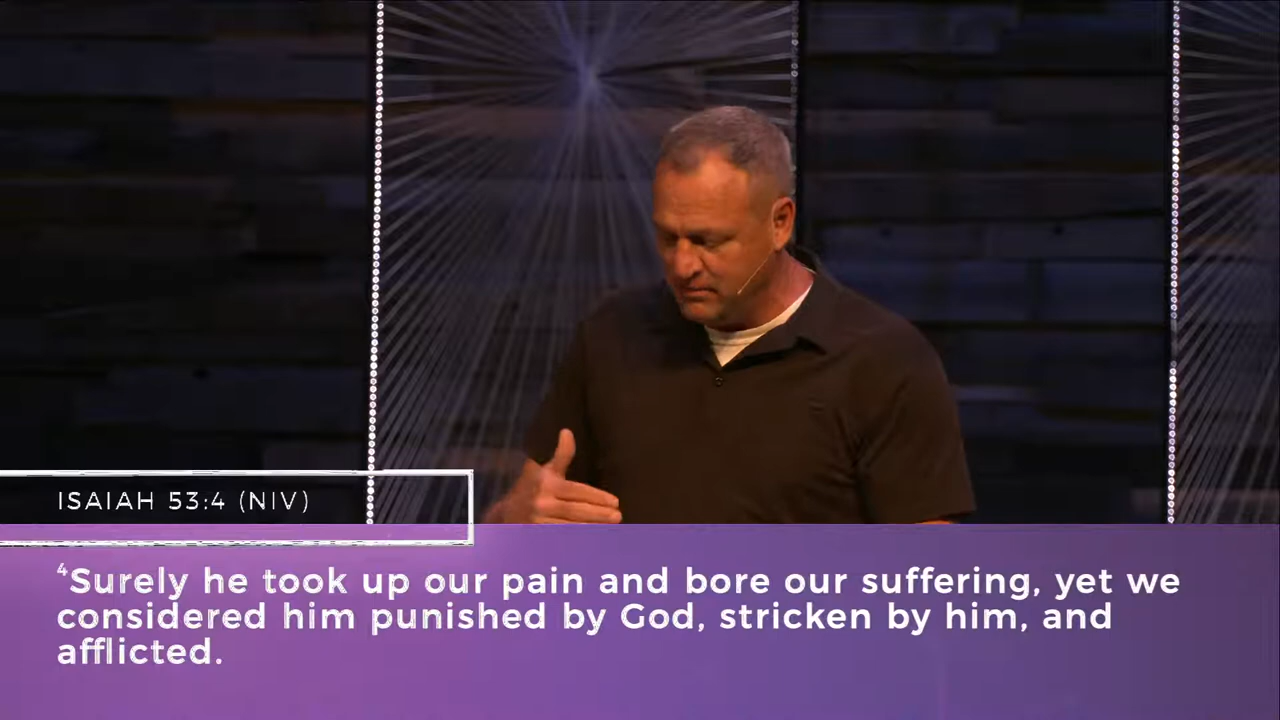 ISAIAH 53:4 (NIV)
⁴Surely he took up our pain and bore our suffering, yet we
considered him punished by God, stricken by him, and
afflicted.